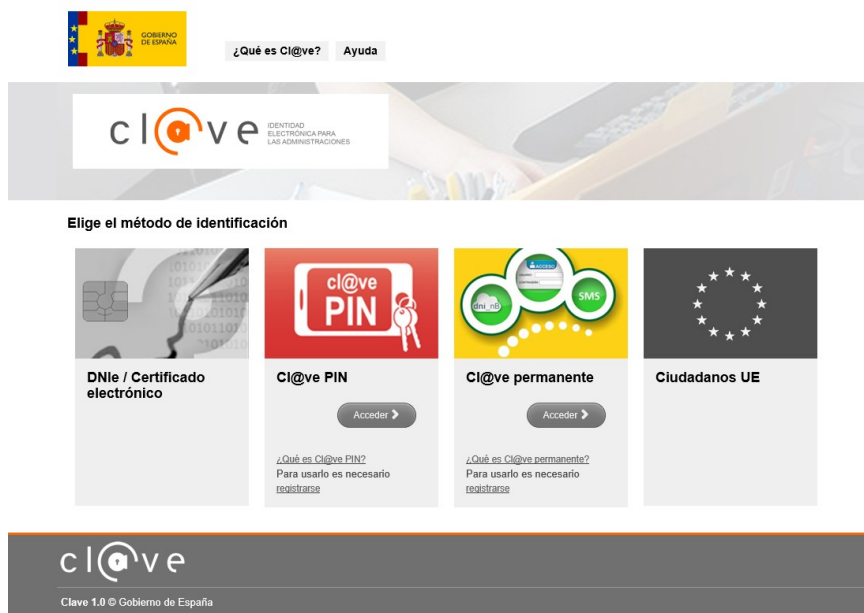 GOBIERNO
DE ESPAÑA
¿Qué es Cl@ve? Ayuda
cl@ve
IDENTIDAD
ELECTRÓNICA PARA
LAS ADMINISTRACIONES
Elige el método de identificación
cl@ve
PIN
ACCESO
dni_nB
SMS
DNIe / Certificado
electrónico
Cl@ve PIN
Acceder
¿Qué es Cl@ve PIN?
Para usarlo es necesario
registrarse
Cl@ve permanente
Acceder
¿Qué es Cl@ve permanente?
Para usarlo es necesario
registrarse
Ciudadanos UE
cl@ve
Clave 1.0 © Gobierno de España